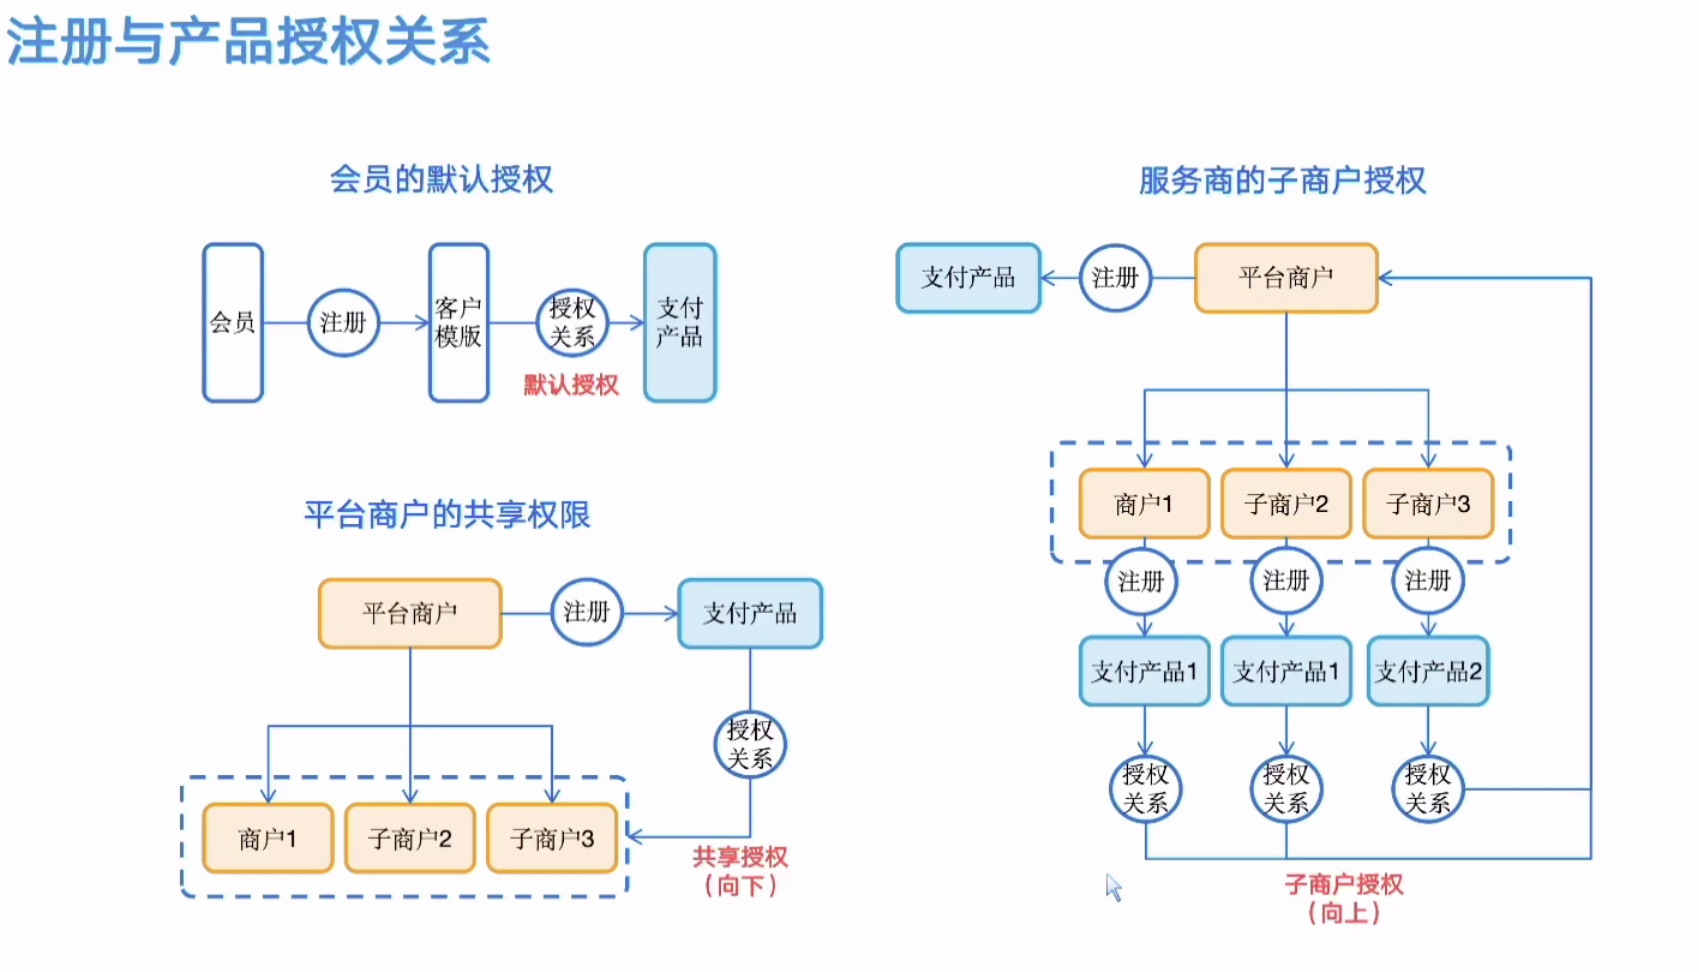 注册与产品授权关系
会员的默认授权
会员
注册
客户
模版
授权
关系
支付
产品
默认授权
平台商户的共享权限
平台商户
注册
支付产品
授权
关系
商户1
子商户2
子商户3
共享授权
（向下）
服务商的子商户授权
支付产品
注册
平台商户
商户1
子商户2
子商户3
注册
注册
注册
支付产品1
支付产品1
支付产品2
授权
关系
授权
关系
授权
关系
子商户授权
（向上）